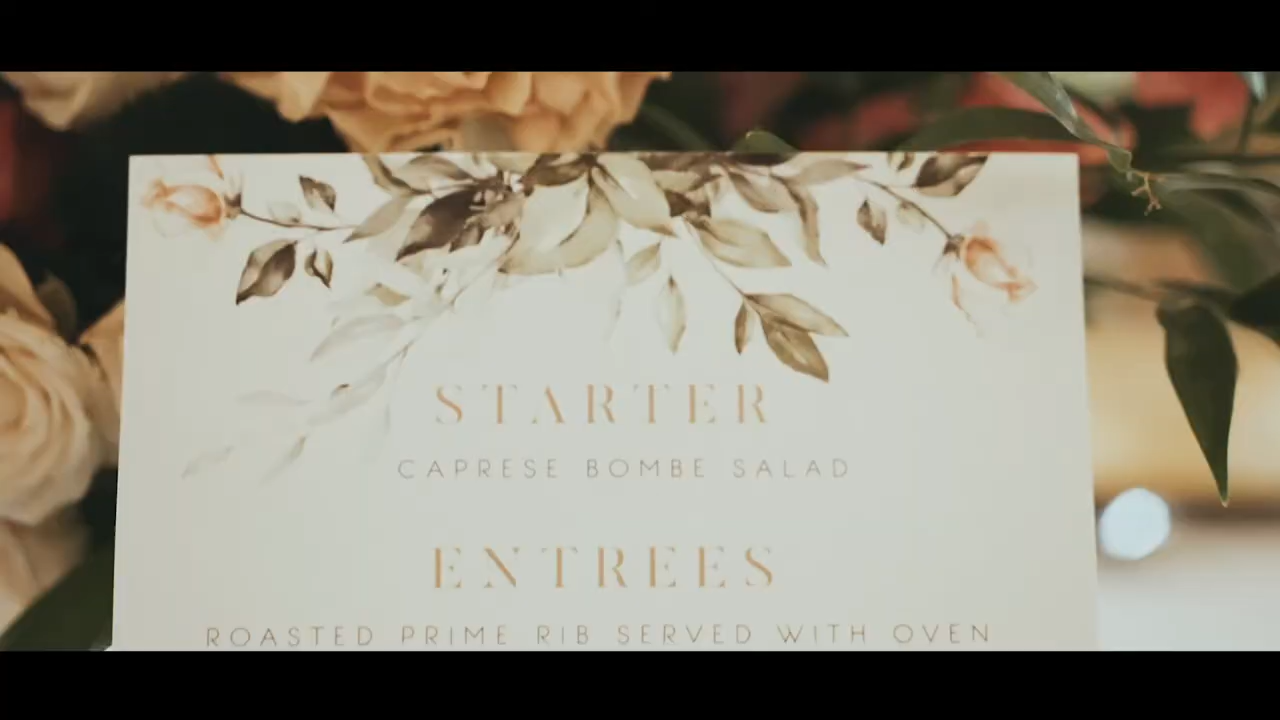 STARTER
CAPRESE BOMBE SALAD
ENTREES
ROASTED PRIME RIB SERVED WITH OVEN